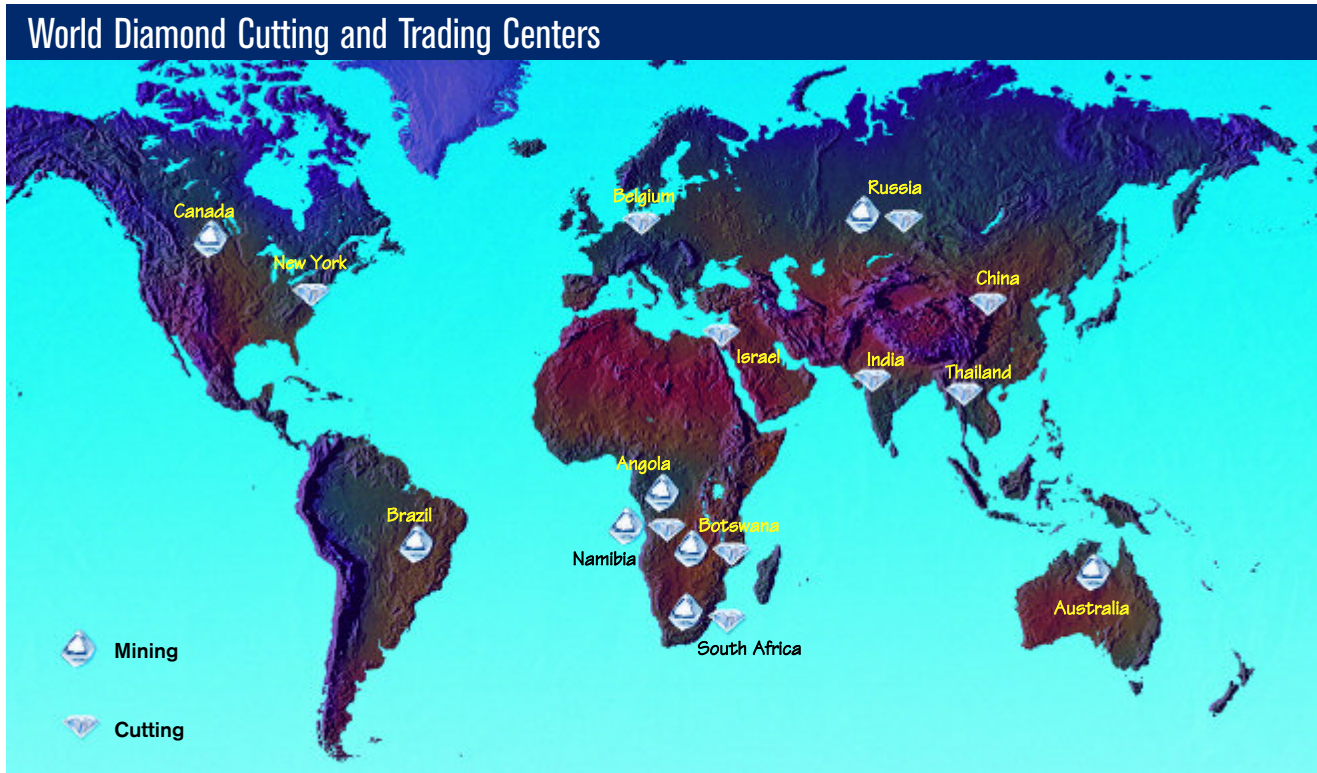 World Diamond Cutting and Trading Centers
Belgium
Russia
Canada
New York
China
Israel
India
Thailand
Angola
Brazil
Botswana
Namibia
Australia
South Africa
Mining
Cutting